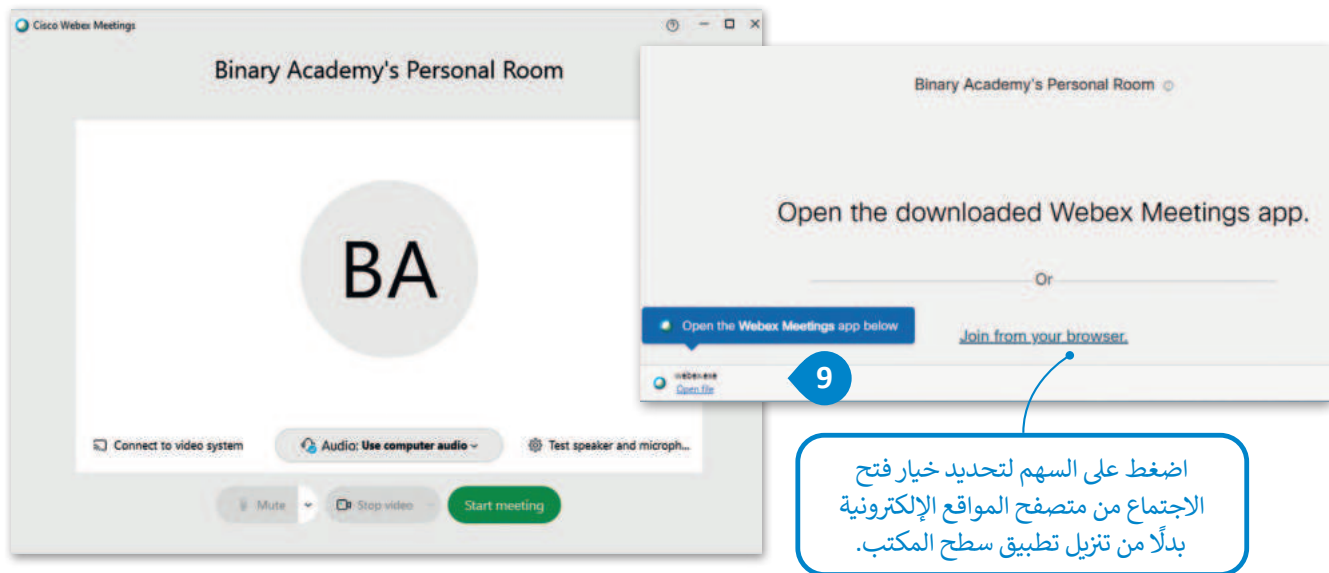 Cisco Webex Meetings
Binary Academy's Personal Room
BA
Connect to video system
Audio: Use computer audio
Test speaker and microph...
Mute
Stop video
Start meeting
Binary Academy's Personal Room
Open the downloaded Webex Meetings app.
Or
Open the Webex Meetings app below
Join from your browser.
webex.exe
Open file
9
اضغط على السهم لتحديد خيار فتح
الاجتماع من متصفح المواقع الإلكترونية
بدلًا من تنزيل تطبيق سطح المكتب.